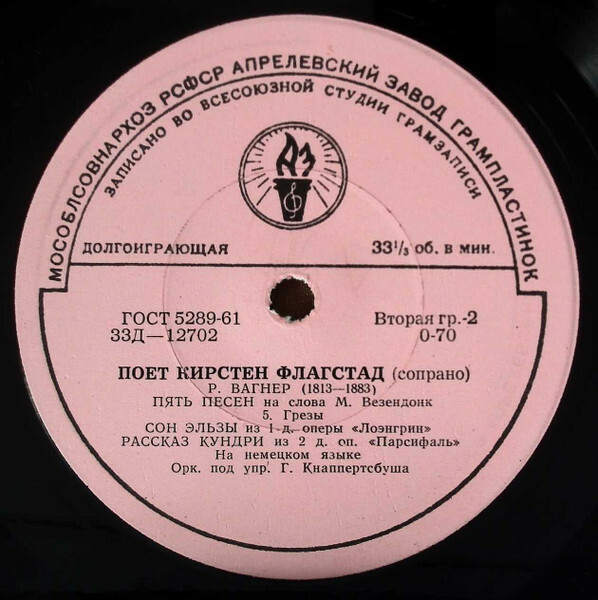 МОСОБЛСОВНАРХОЗ РСФСР АПРЕЛЕВСКИЙ ЗАВОД ГРАМПЛАСТИНОК
ЗАПИСАНО ВО ВСЕСОЮЗНОЙ СТУДИИ ГРАМЗАПИСИ
АЗ
ДОЛГОИГРАЮЩАЯ 33⅓ об. в мин.
ГОСТ 5289-61 Вторая гр.-2
33Д—12702 0-70
ПОЕТ КИРСТЕН ФЛАГСТАД (сопрано)
Р. ВАГНЕР (1813—1883)
ПЯТЬ ПЕСЕН на слова М. Везендонк
5. Грезы
СОН ЭЛЬЗЫ из 1-д. оперы «Лоэнгрин»
РАССКАЗ КУНДРИ из 2 д. оп. «Парсифаль»
На немецком языке
Орк. под упр. Г. Кнаппертсбуша